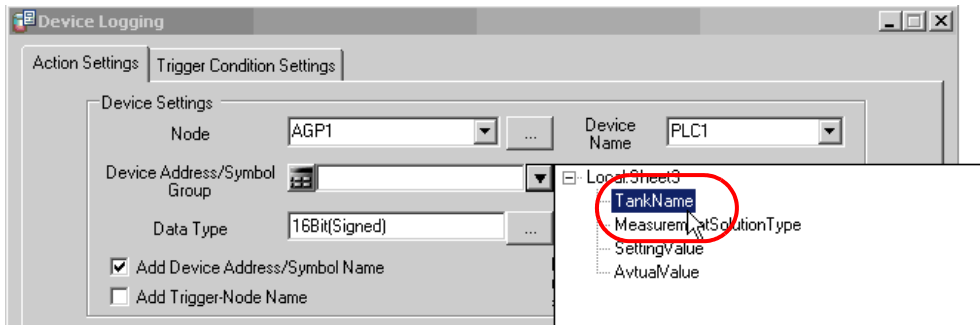 Device Logging
Action Settings Trigger Condition Settings
Device Settings
Node AGP1 ... Device Name PLC1
Device Address/Symbol Group
Local:Sheet3
TankName
Data Type 16Bit(Signed) ...
SolutionType
SettingValue
Add Device Address/Symbol Name
AvtualValue
Add Trigger-Node Name